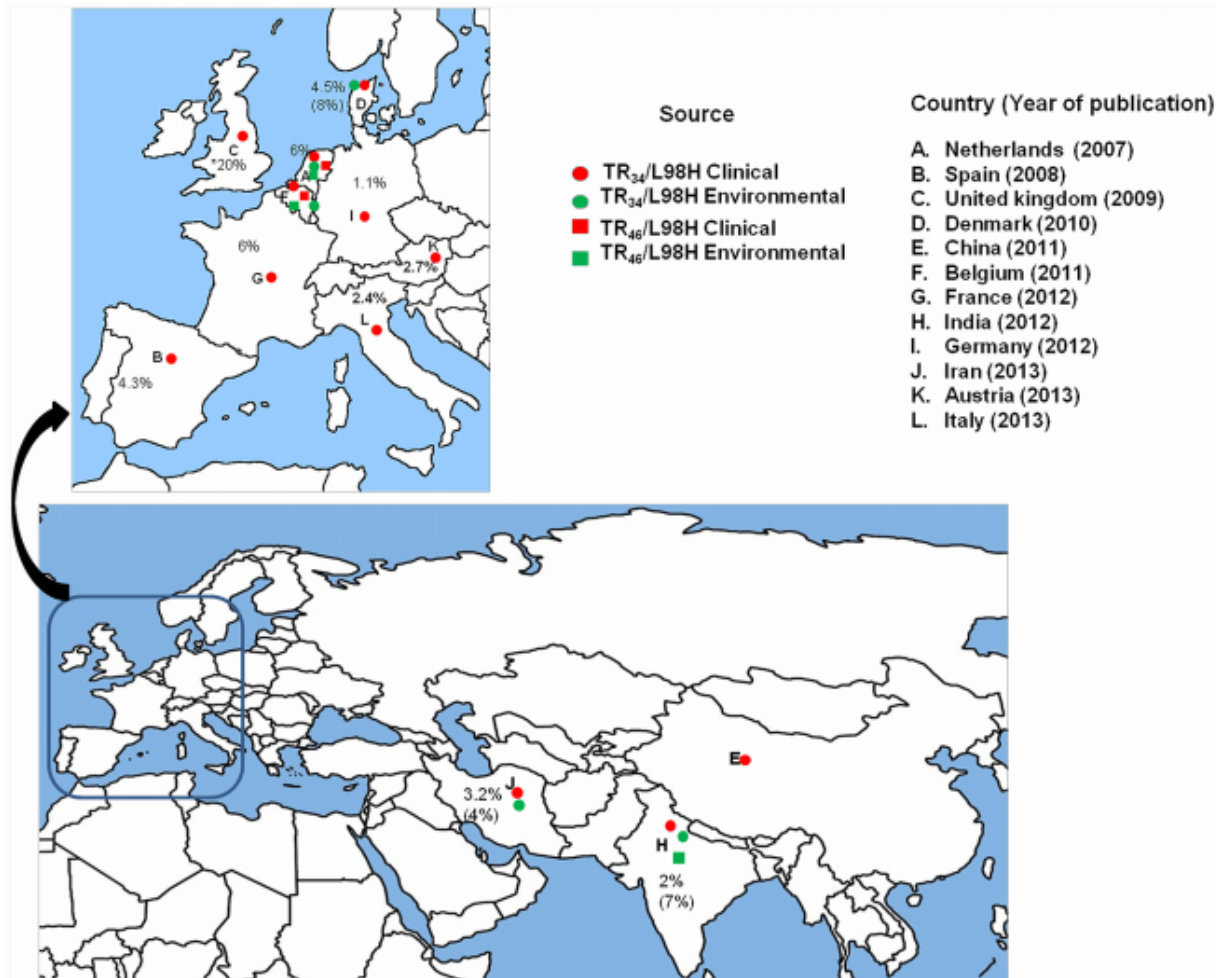 4.5%
(8%)
D
C
*20%
6%
A
1.1%
I
6%
G
K
2.7%
2.4%
L
B
4.3%
Source
TR34/L98H Clinical
TR34/L98H Environmental
TR46/L98H Clinical
TR46/L98H Environmental
Country (Year of publication)
A. Netherlands (2007)
B. Spain (2008)
C. United kingdom (2009)
D. Denmark (2010)
E. China (2011)
F. Belgium (2011)
G. France (2012)
H. India (2012)
I. Germany (2012)
J. Iran (2013)
K. Austria (2013)
L. Italy (2013)
E
J
3.2%
(4%)
H
2%
(7%)